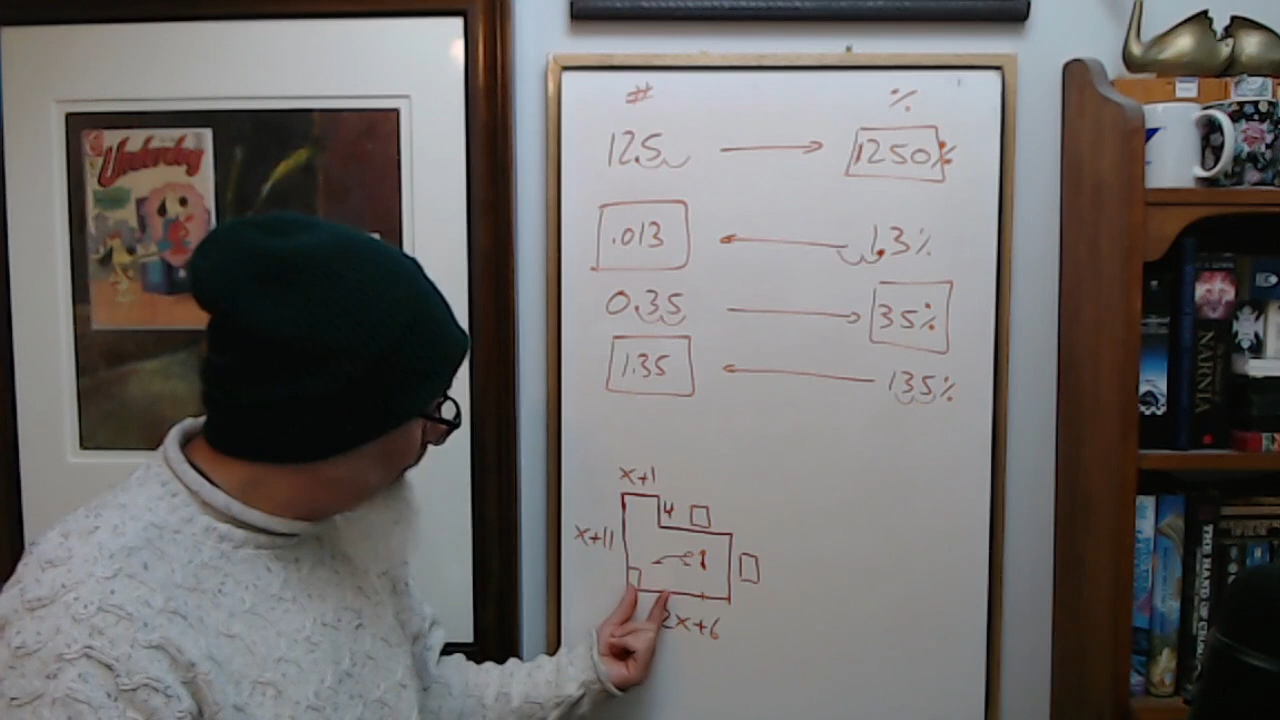 Underdog
# %
12.5 1250%
.013 1.3%
0.35 35%
1.35 135%
x+1
4
x+11
2x+6
NARNIA